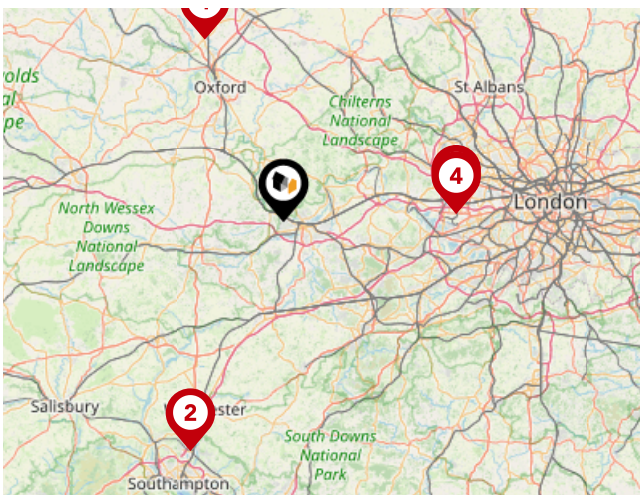 Oxford
St Albans
olds
al
pe
Chilterns
National
Landscape
4
London
North Wessex
Downs
National
Landscape
Salisbury
2
ester
South Downs
National
Park
Southampton